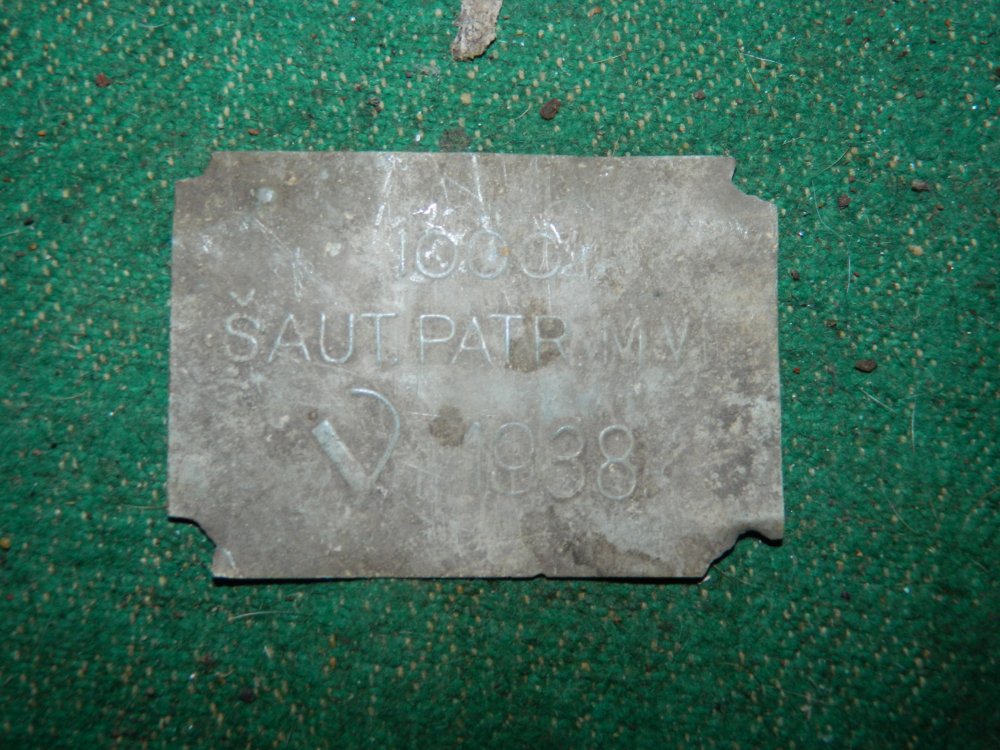 1000
ŠAUT. PATR. M.V.
V 1938